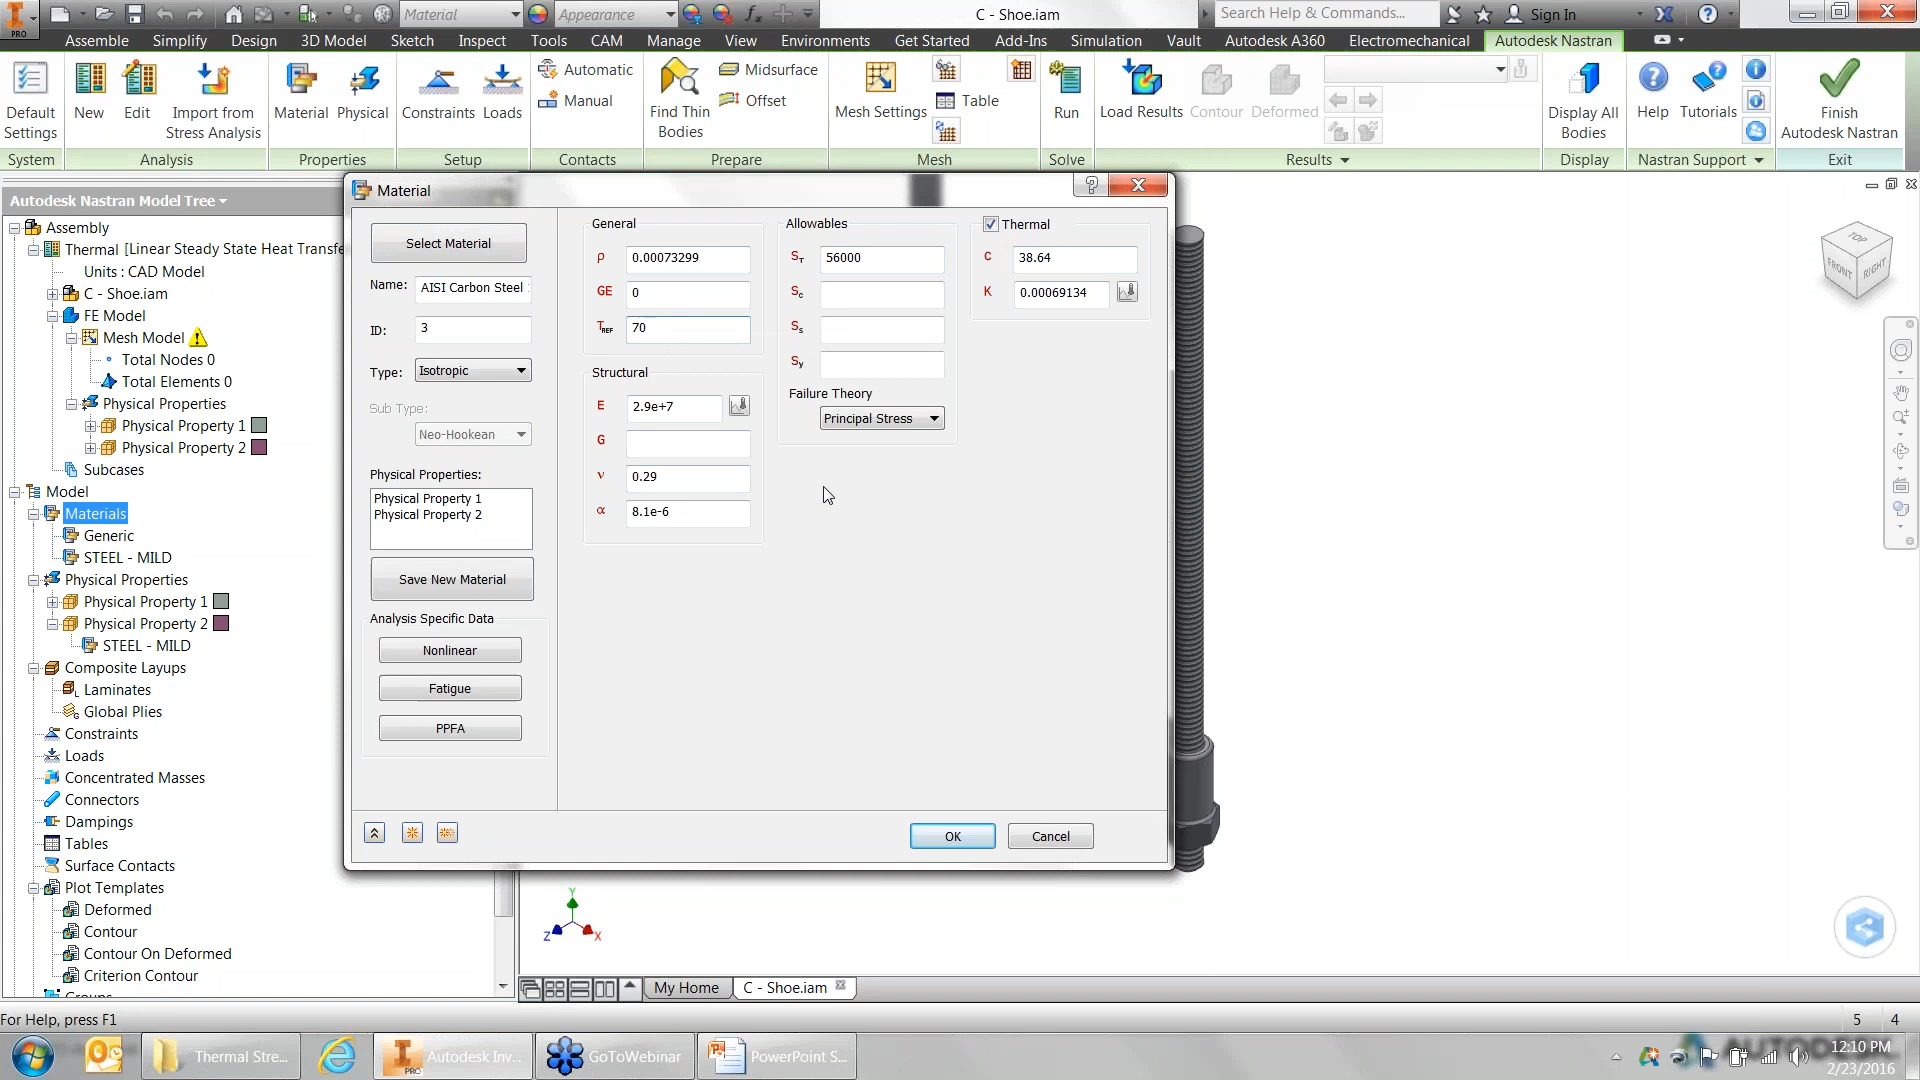 Material
Appearance
C - Shoe.iam
Search Help & Commands...
Sign In
PRO
Assemble Simplify Design 3D Model Sketch Inspect Tools CAM Manage View Environments Get Started Add-Ins Simulation Vault Autodesk A360 Electromechanical Autodesk Nastran
Default Settings
New
Edit
Import from Stress Analysis
Material
Physical
Constraints
Loads
Automatic
Manual
Find Thin Bodies
Midsurface
Offset
Mesh Settings
Table
Run
Load Results
Contour
Deformed
Display All Bodies
Help
Tutorials
Finish Autodesk Nastran
System Analysis Properties Setup Contacts Prepare Mesh Solve Results Display Nastran Support Exit
Autodesk Nastran Model Tree
Assembly
Thermal [Linear Steady State Heat Transfe
Units : CAD Model
C - Shoe.iam
FE Model
Mesh Model
Total Nodes 0
Total Elements 0
Physical Properties
Physical Property 1
Physical Property 2
Subcases
Model
Materials
Generic
STEEL - MILD
Physical Properties
Physical Property 1
Physical Property 2
STEEL - MILD
Composite Layups
Laminates
Global Plies
Constraints
Loads
Concentrated Masses
Connectors
Dampings
Tables
Surface Contacts
Plot Templates
Deformed
Contour
Contour On Deformed
Criterion Contour
Material
Select Material
Name: AISI Carbon Steel
ID: 3
Type: Isotropic
Sub Type:
Neo-Hookean
Physical Properties:
Physical Property 1
Physical Property 2
Save New Material
Analysis Specific Data
Nonlinear
Fatigue
PPFA
General
ρ 0.00073299
GE 0
TREF 70
Structural
E 2.9e+7
G
ν 0.29
α 8.1e-6
Allowables
ST 56000
Sc
Ss
Sy
Failure Theory
Principal Stress
Thermal
C 38.64
K 0.00069134
OK
Cancel
TOP
FRONT
RIGHT
Y
Z
X
My Home
C - Shoe.iam
For Help, press F1
5 4
Thermal Stre...
Autodesk Inv...
GoToWebinar
PowerPoint S...
12:10 PM
2/23/2016